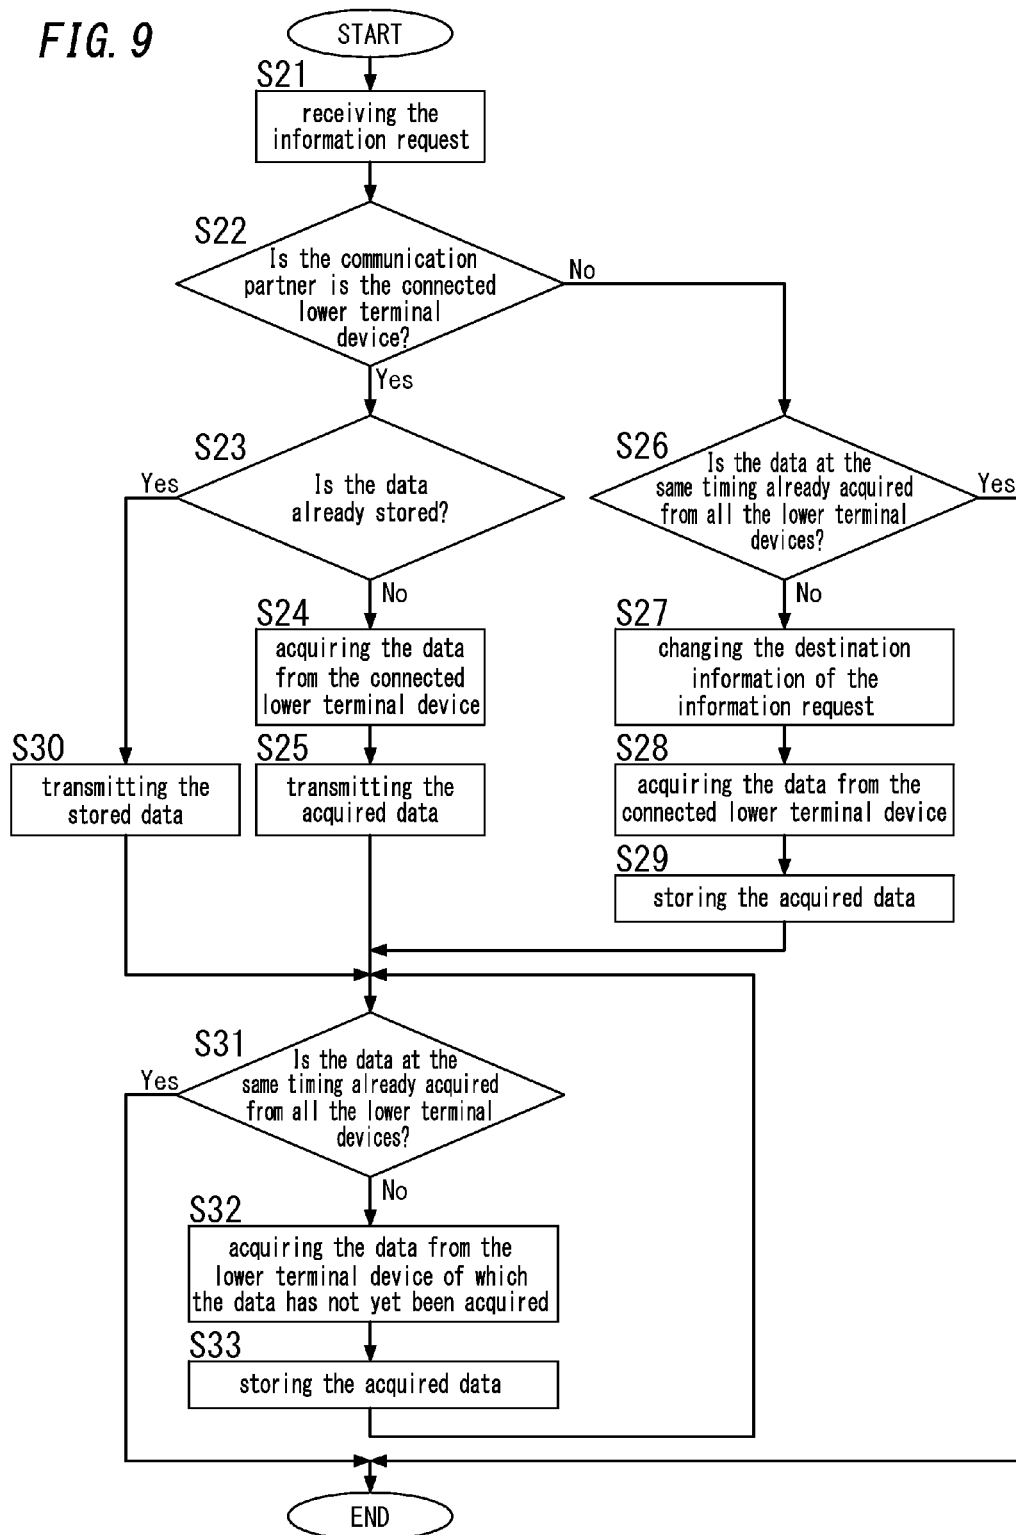 FIG. 9
START
S21
receiving the
information request
S22
Is the communication
partner is the connected
lower terminal
device?
No
Yes
S23
Is the data
already stored?
Yes
No
S24
acquiring the data
from the connected
lower terminal device
S25
transmitting the
acquired data
S30
transmitting the
stored data
S26
Is the data at the
same timing already acquired
from all the lower terminal
devices?
Yes
No
S27
changing the destination
information of the
information request
S28
acquiring the data from the
connected lower terminal device
S29
storing the acquired data
S31
Is the data at the
same timing already acquired
from all the lower terminal
devices?
Yes
No
S32
acquiring the data from the
lower terminal device of which
the data has not yet been acquired
S33
storing the acquired data
END